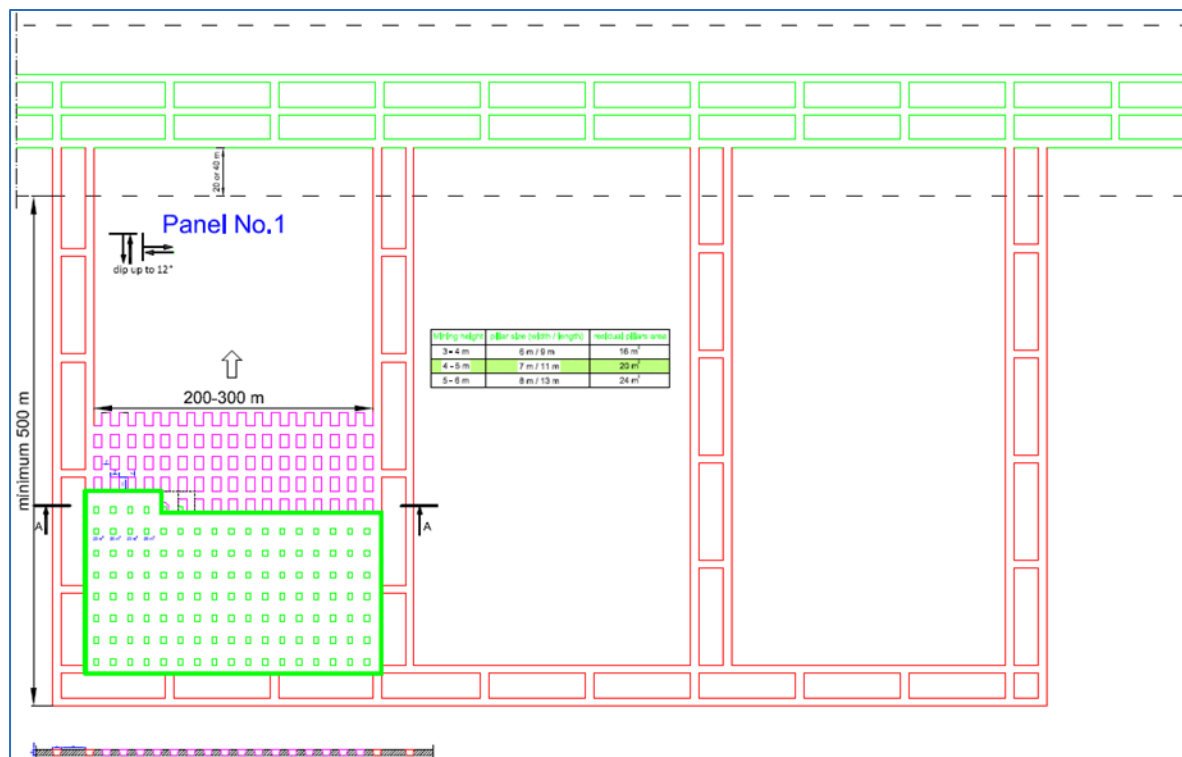 20 or 40 m
Panel No.1
dip up to 12°
Mining height pillar size (width / length) residual pillars area
3 - 4 m 6 m / 9 m 16 m²
4 - 5 m 7 m / 11 m 20 m²
5 - 6 m 8 m / 13 m 24 m²
200-300 m
minimum 500 m
A
A